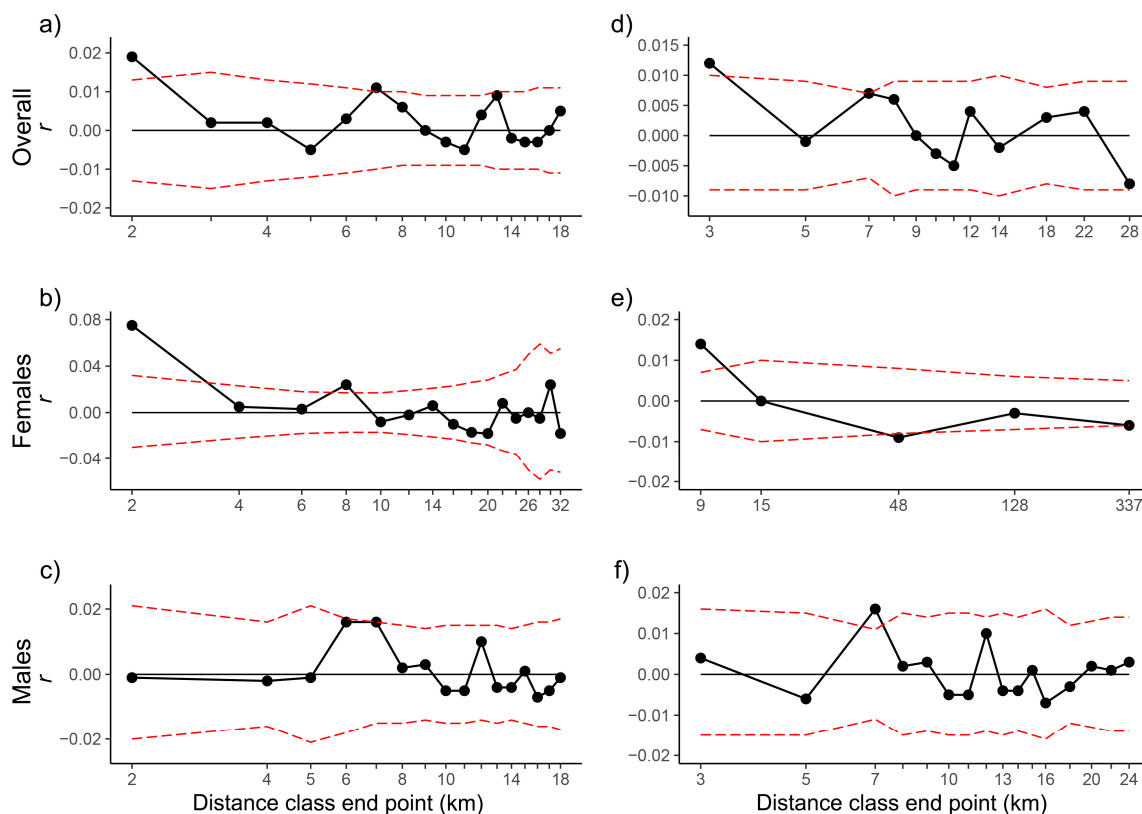 a)
Overall
r
0.02
0.01
0.00
−0.01
−0.02
2 4 6 8 10 14 18
d)
0.015
0.010
0.005
0.000
−0.005
−0.010
3 5 7 9 12 14 18 22 28
b)
Females
r
0.08
0.04
0.00
−0.04
2 4 6 8 10 14 20 26 32
e)
0.02
0.01
0.00
−0.01
−0.02
9 15 48 128 337
c)
Males
r
0.02
0.00
−0.02
2 4 5 6 8 10 14 18
Distance class end point (km)
f)
0.02
0.01
0.00
−0.01
−0.02
3 5 7 10 13 16 20 24
Distance class end point (km)